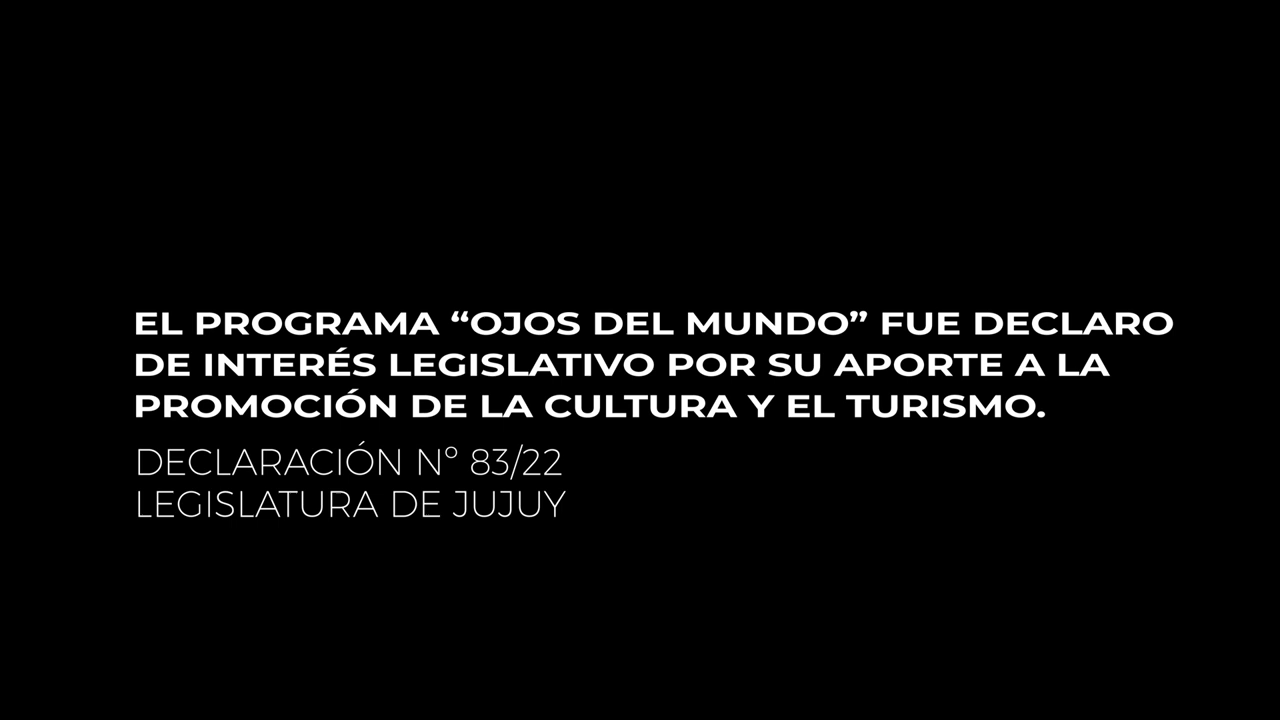 EL PROGRAMA “OJOS DEL MUNDO” FUE DECLARO
DE INTERÉS LEGISLATIVO POR SU APORTE A LA
PROMOCIÓN DE LA CULTURA Y EL TURISMO.
DECLARACIÓN Nº 83/22
LEGISLATURA DE JUJUY